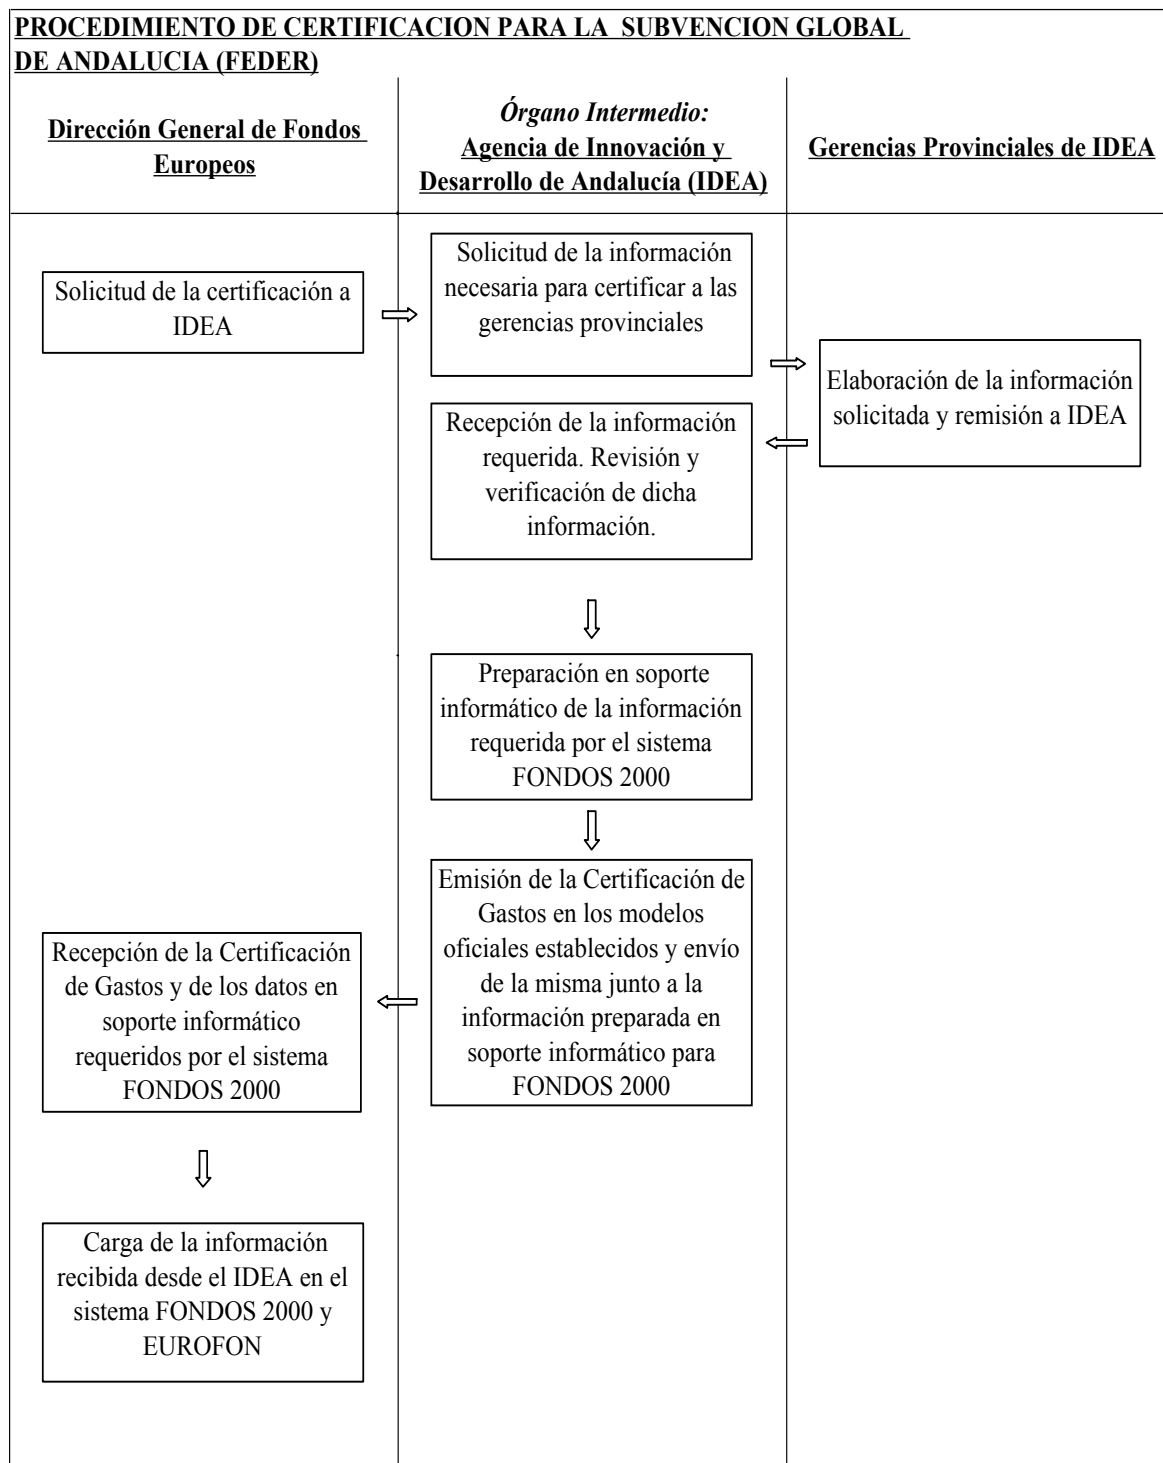 PROCEDIMIENTO DE CERTIFICACION PARA LA SUBVENCION GLOBAL
DE ANDALUCIA (FEDER)
Dirección General de Fondos
Europeos
Órgano Intermedio:
Agencia de Innovación y
Desarrollo de Andalucía (IDEA)
Gerencias Provinciales de IDEA
Solicitud de la certificación a
IDEA
Solicitud de la información
necesaria para certificar a las
gerencias provinciales
Elaboración de la información
solicitada y remisión a IDEA
Recepción de la información
requerida. Revisión y
verificación de dicha
información.
Preparación en soporte
informático de la información
requerida por el sistema
FONDOS 2000
Emisión de la Certificación de
Gastos en los modelos
oficiales establecidos y envío
de la misma junto a la
información preparada en
soporte informático para
FONDOS 2000
Recepción de la Certificación
de Gastos y de los datos en
soporte informático
requeridos por el sistema
FONDOS 2000
Carga de la información
recibida desde el IDEA en el
sistema FONDOS 2000 y
EUROFON